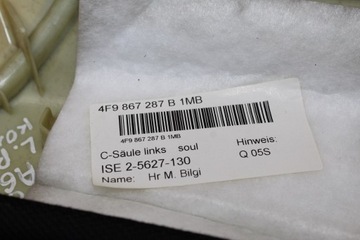 4F9 867 287 B 1MB
4F9 867 287 B 1MB
C-Säule links soul
Hinweis:
ISE 2-5627-130
Q 05S
Name: Hr M. Bilgi
A6